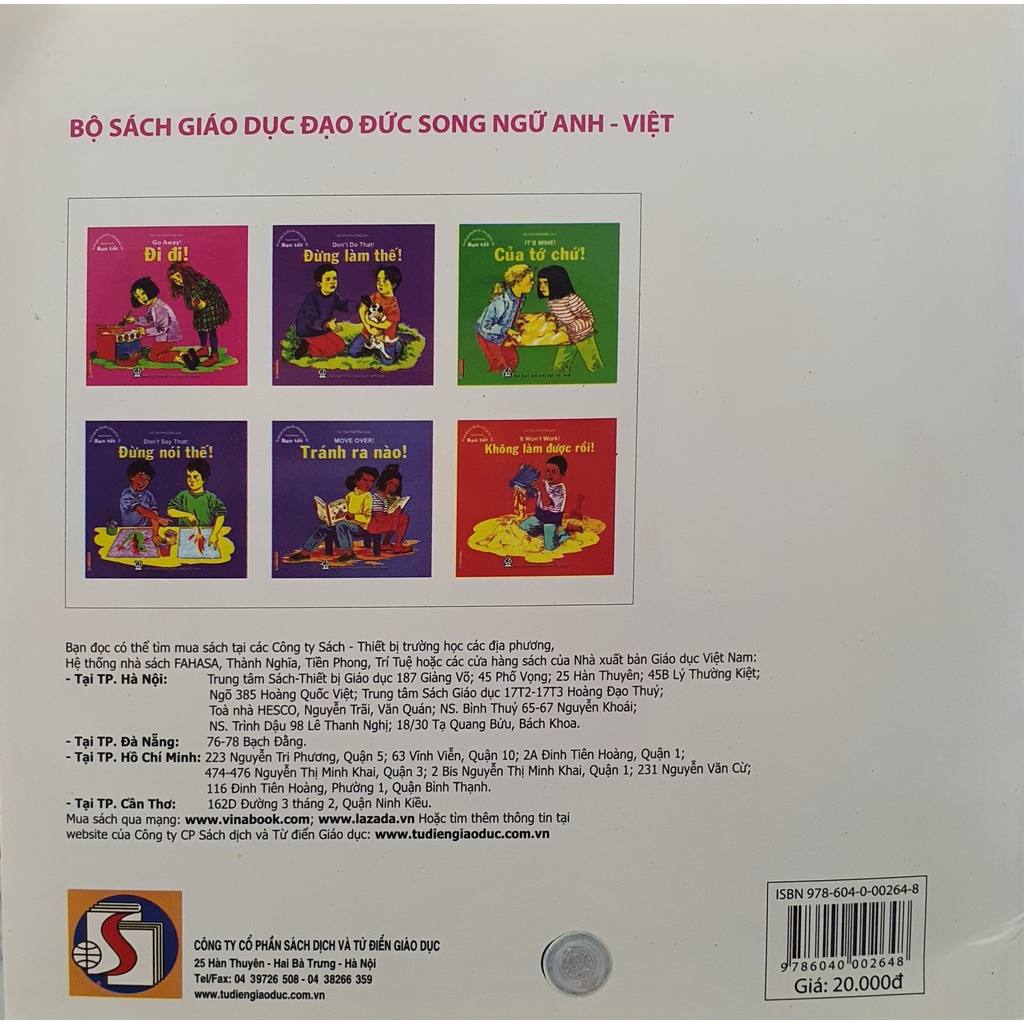 BỘ SÁCH GIÁO DỤC ĐẠO ĐỨC SONG NGỮ ANH - VIỆT
Bạn tốt
Go Away!
Đi đi!
Bạn tốt
Don't Do That!
Đừng làm thế!
Bạn tốt
IT'S MINE!
Của tớ chứ!
Bạn tốt
Don't Say That!
Đừng nói thế!
Bạn tốt
MOVE OVER!
Tránh ra nào!
Bạn tốt
It Won't Work!
Không làm được rồi!
Bạn đọc có thể tìm mua sách tại các Công ty Sách - Thiết bị trường học các địa phương,
Hệ thống nhà sách FAHASA, Thành Nghĩa, Tiền Phong, Trí Tuệ hoặc các cửa hàng sách của Nhà xuất bản Giáo dục Việt Nam:
- Tại TP. Hà Nội: Trung tâm Sách-Thiết bị Giáo dục 187 Giảng Võ; 45 Phố Vọng; 25 Hàn Thuyên; 45B Lý Thường Kiệt;
Ngõ 385 Hoàng Quốc Việt; Trung tâm Sách Giáo dục 17T2-17T3 Hoàng Đạo Thuý;
Toà nhà HESCO, Nguyễn Trãi, Văn Quán; NS. Bình Thuỷ 65-67 Nguyễn Khoái;
NS. Trình Dậu 98 Lê Thanh Nghị; 18/30 Tạ Quang Bửu, Bách Khoa.
- Tại TP. Đà Nẵng: 76-78 Bạch Đằng.
- Tại TP. Hồ Chí Minh: 223 Nguyễn Tri Phương, Quận 5; 63 Vĩnh Viễn, Quận 10; 2A Đinh Tiên Hoàng, Quận 1;
474-476 Nguyễn Thị Minh Khai, Quận 3; 2 Bis Nguyễn Thị Minh Khai, Quận 1; 231 Nguyễn Văn Cừ;
116 Đinh Tiên Hoàng, Phường 1, Quận Bình Thạnh.
- Tại TP. Cần Thơ: 162D Đường 3 tháng 2, Quận Ninh Kiều.
Mua sách qua mạng: www.vinabook.com; www.lazada.vn Hoặc tìm thêm thông tin tại
website của Công ty CP Sách dịch và Từ điển Giáo dục: www.tudiengiaoduc.com.vn
CÔNG TY CỔ PHẦN SÁCH DỊCH VÀ TỪ ĐIỂN GIÁO DỤC
25 Hàn Thuyên - Hai Bà Trưng - Hà Nội
Tel/Fax: 04 39726 508 - 04 38266 359
www.tudiengiaoduc.com.vn
ISBN 978-604-0-00264-8
9 786040 002648
Giá: 20.000đ